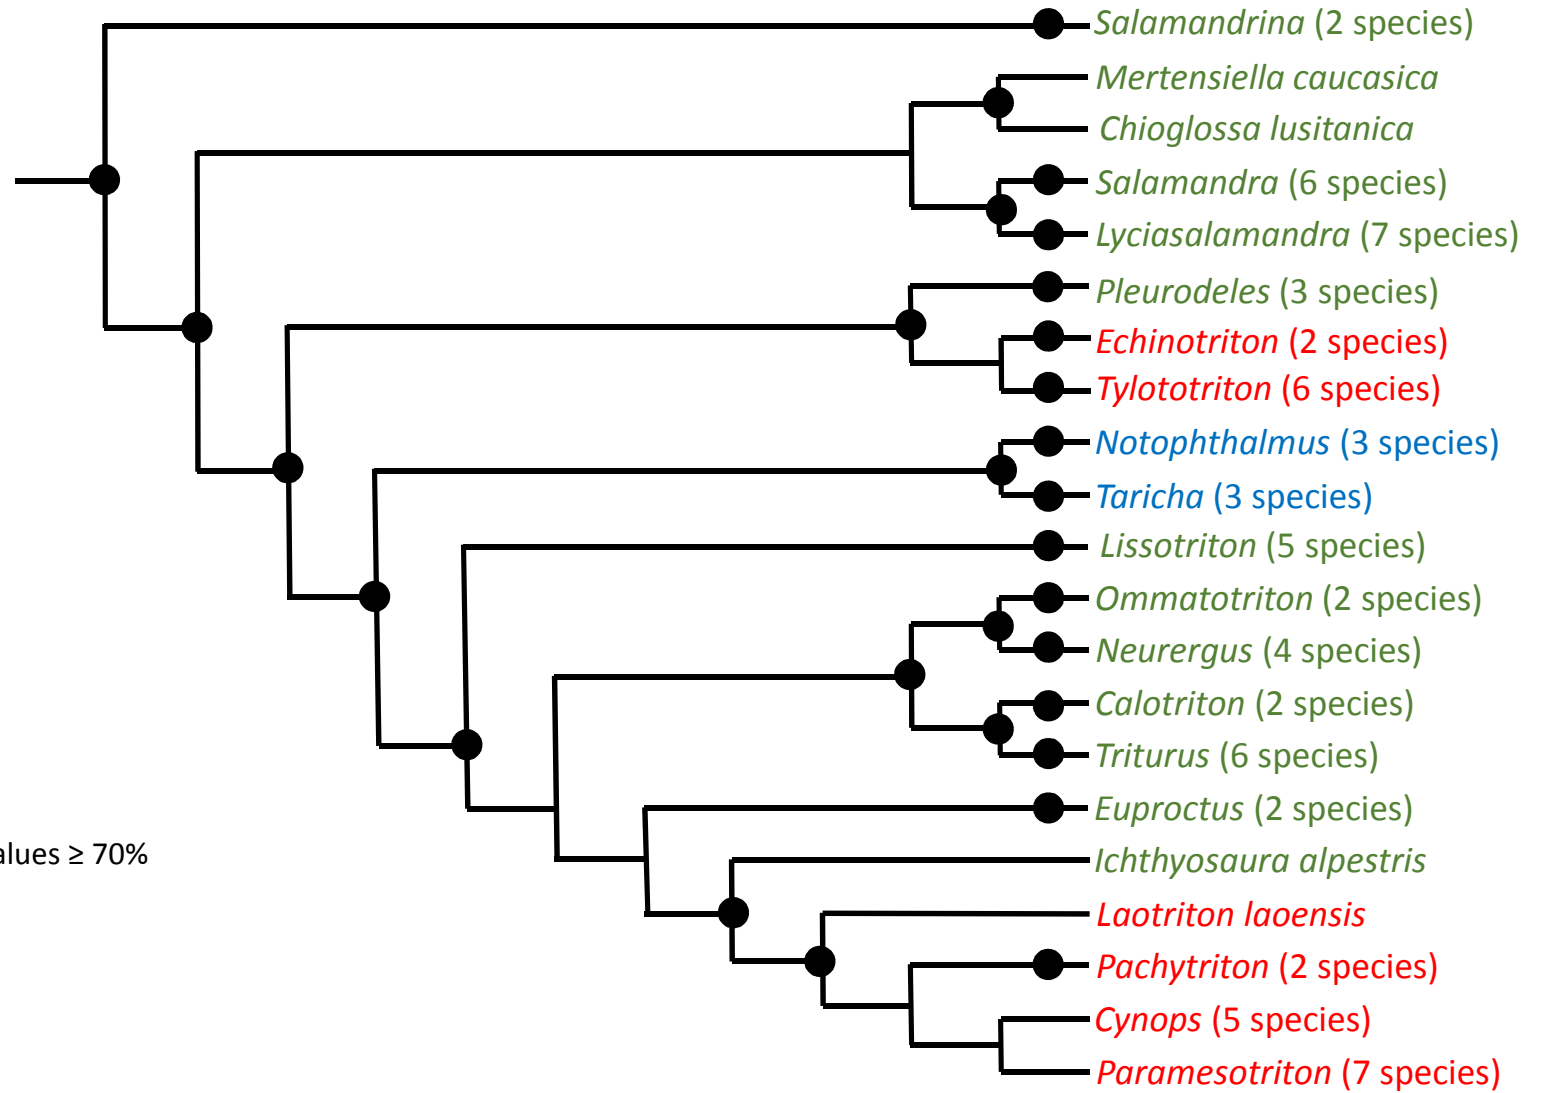 Salamandrina (2 species)
Mertensiella caucasica
Chioglossa lusitanica
Salamandra (6 species)
Lyciasalamandra (7 species)
Pleurodeles (3 species)
Echinotriton (2 species)
Tylototriton (6 species)
Notophthalmus (3 species)
Taricha (3 species)
Lissotriton (5 species)
Ommatotriton (2 species)
Neurergus (4 species)
Calotriton (2 species)
Triturus (6 species)
Euproctus (2 species)
alues ≥ 70%
Ichthyosaura alpestris
Laotriton laoensis
Pachytriton (2 species)
Cynops (5 species)
Paramesotriton (7 species)